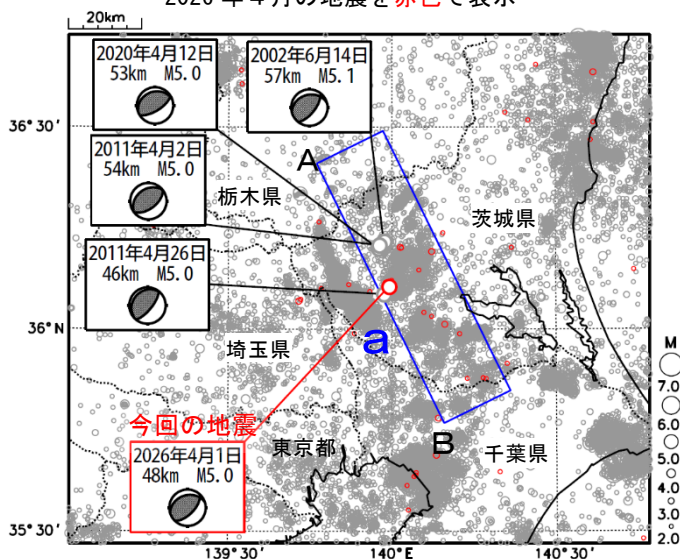 2026年4月の地震を赤色で表示
20km
2020年4月12日
53km M5.0
2002年6月14日
57km M5.1
36°30′
2011年4月2日
54km M5.0
A
栃木県
茨城県
2011年4月26日
46km M5.0
36°N
a
埼玉県
M
7.0
6.0
5.0
4.0
3.0
2.0
今回の地震
2026年4月1日
48km M5.0
東京都
B
千葉県
35°30′
139°30′
140°E
140°30′